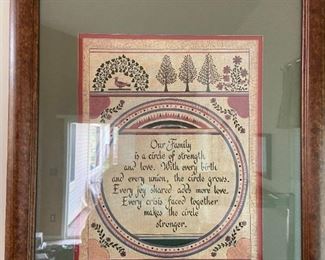 Our Family
is a circle of strength
and love. With every birth
and every union, the circle grows.
Every joy shared adds more love.
Every crisis faced together
makes the circle
stronger.